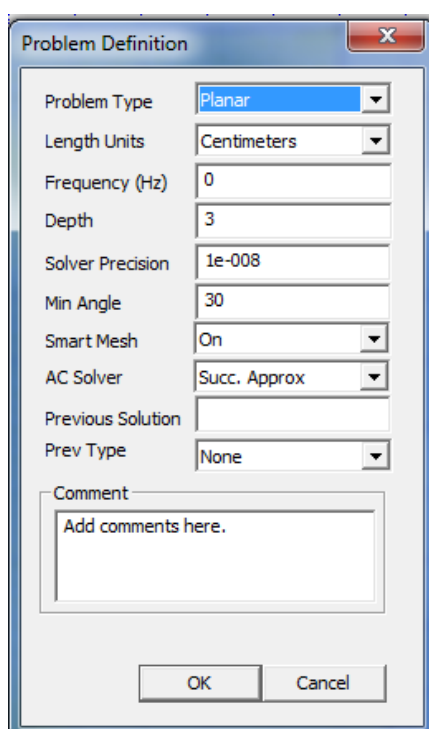 Problem Definition
Problem Type Planar
Length Units Centimeters
Frequency (Hz) 0
Depth 3
Solver Precision 1e-008
Min Angle 30
Smart Mesh On
AC Solver Succ. Approx
Previous Solution
Prev Type None
Comment
Add comments here.
OK Cancel